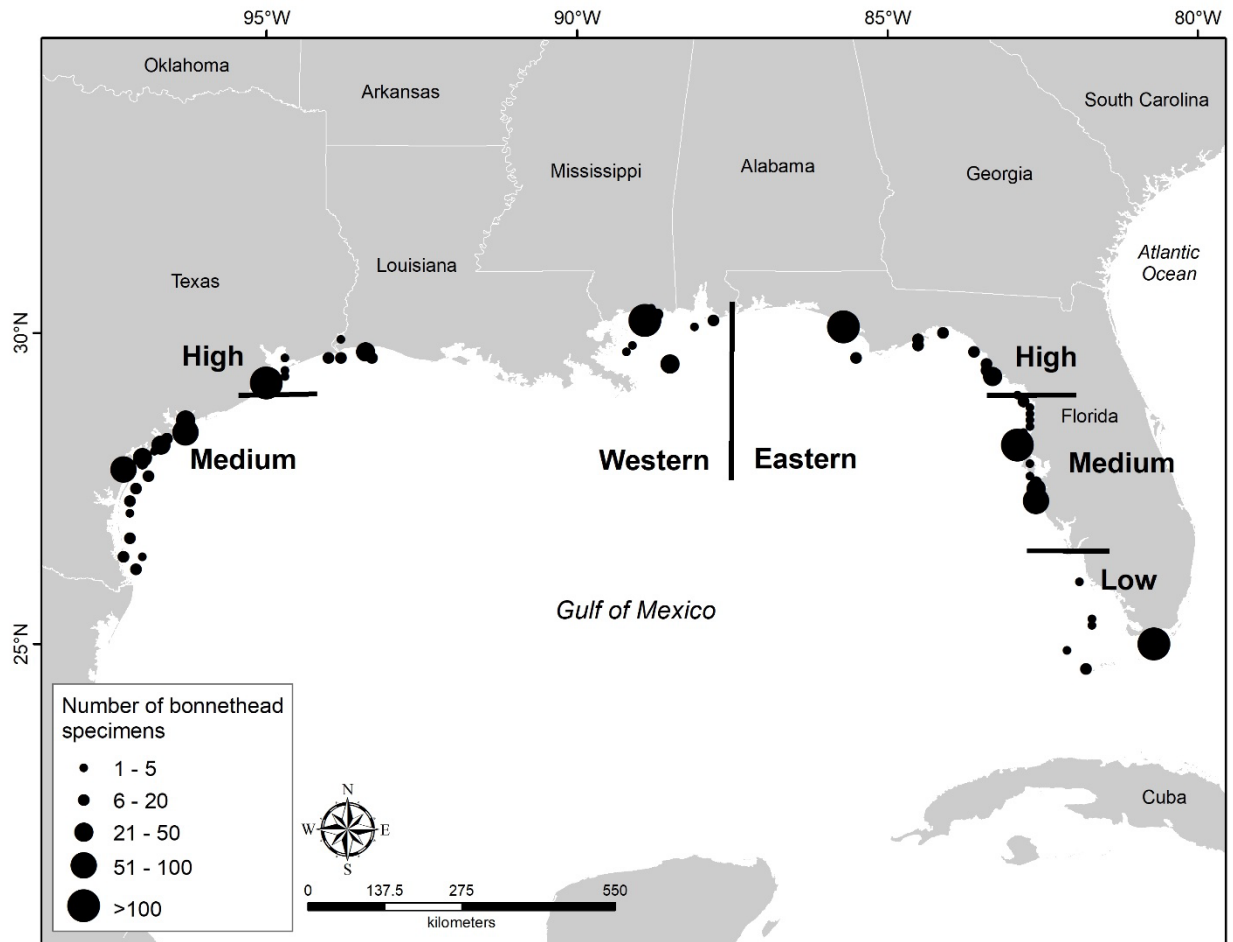 95°W
90°W
85°W
80°W
Oklahoma
Arkansas
South Carolina
Mississippi
Alabama
Georgia
Atlantic
Ocean
Louisiana
Texas
30°N
High
High
Florida
Medium
Western
Eastern
Medium
Low
Gulf of Mexico
25°N
Number of bonnethead
specimens
1 - 5
6 - 20
21 - 50
51 - 100
>100
N
W
E
S
0
137.5
275
550
kilometers
Cuba